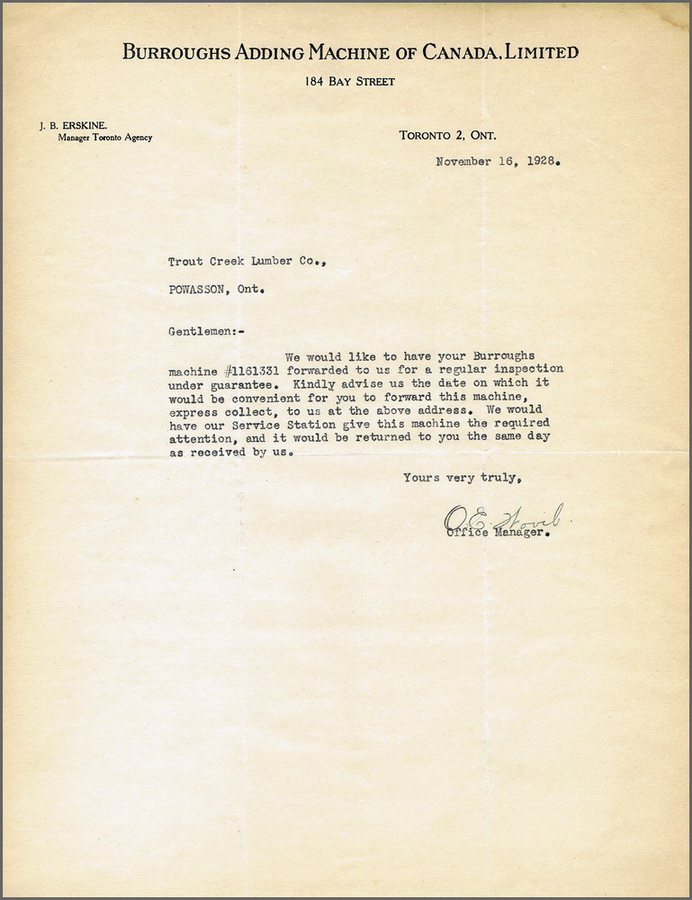 BURROUGHS ADDING MACHINE OF CANADA, LIMITED
184 BAY STREET
J. B. ERSKINE.
Manager Toronto Agency
TORONTO 2, ONT.
November 16, 1928.
Trout Creek Lumber Co.,
POWASSON, Ont.
Gentlemen:-
We would like to have your Burroughs
machine #1161331 forwarded to us for a regular inspection
under guarantee. Kindly advise us the date on which it
would be convenient for you to forward this machine,
express collect, to us at the above address. We would
have our Service Station give this machine the required
attention, and it would be returned to you the same day
as received by us.
Yours very truly,
O.E.
Office Manager.